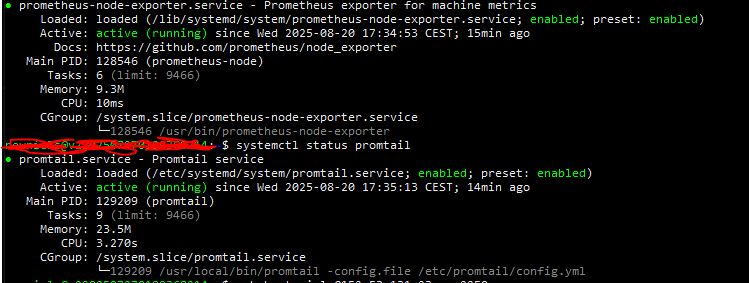 ● prometheus-node-exporter.service - Prometheus exporter for machine metrics
Loaded: loaded (/lib/systemd/system/prometheus-node-exporter.service; enabled; preset: enabled)
Active: active (running) since Wed 2025-08-20 17:34:53 CEST; 15min ago
Docs: https://github.com/prometheus/node_exporter
Main PID: 128546 (prometheus-node)
Tasks: 6 (limit: 9466)
Memory: 9.3M
CPU: 10ms
CGroup: /system.slice/prometheus-node-exporter.service
└─128546 /usr/bin/prometheus-node-exporter
$ systemctl status promtail
● promtail.service - Promtail service
Loaded: loaded (/etc/systemd/system/promtail.service; enabled; preset: enabled)
Active: active (running) since Wed 2025-08-20 17:35:13 CEST; 14min ago
Main PID: 129209 (promtail)
Tasks: 9 (limit: 9466)
Memory: 23.5M
CPU: 3.270s
CGroup: /system.slice/promtail.service
└─129209 /usr/local/bin/promtail -config.file /etc/promtail/config.yml